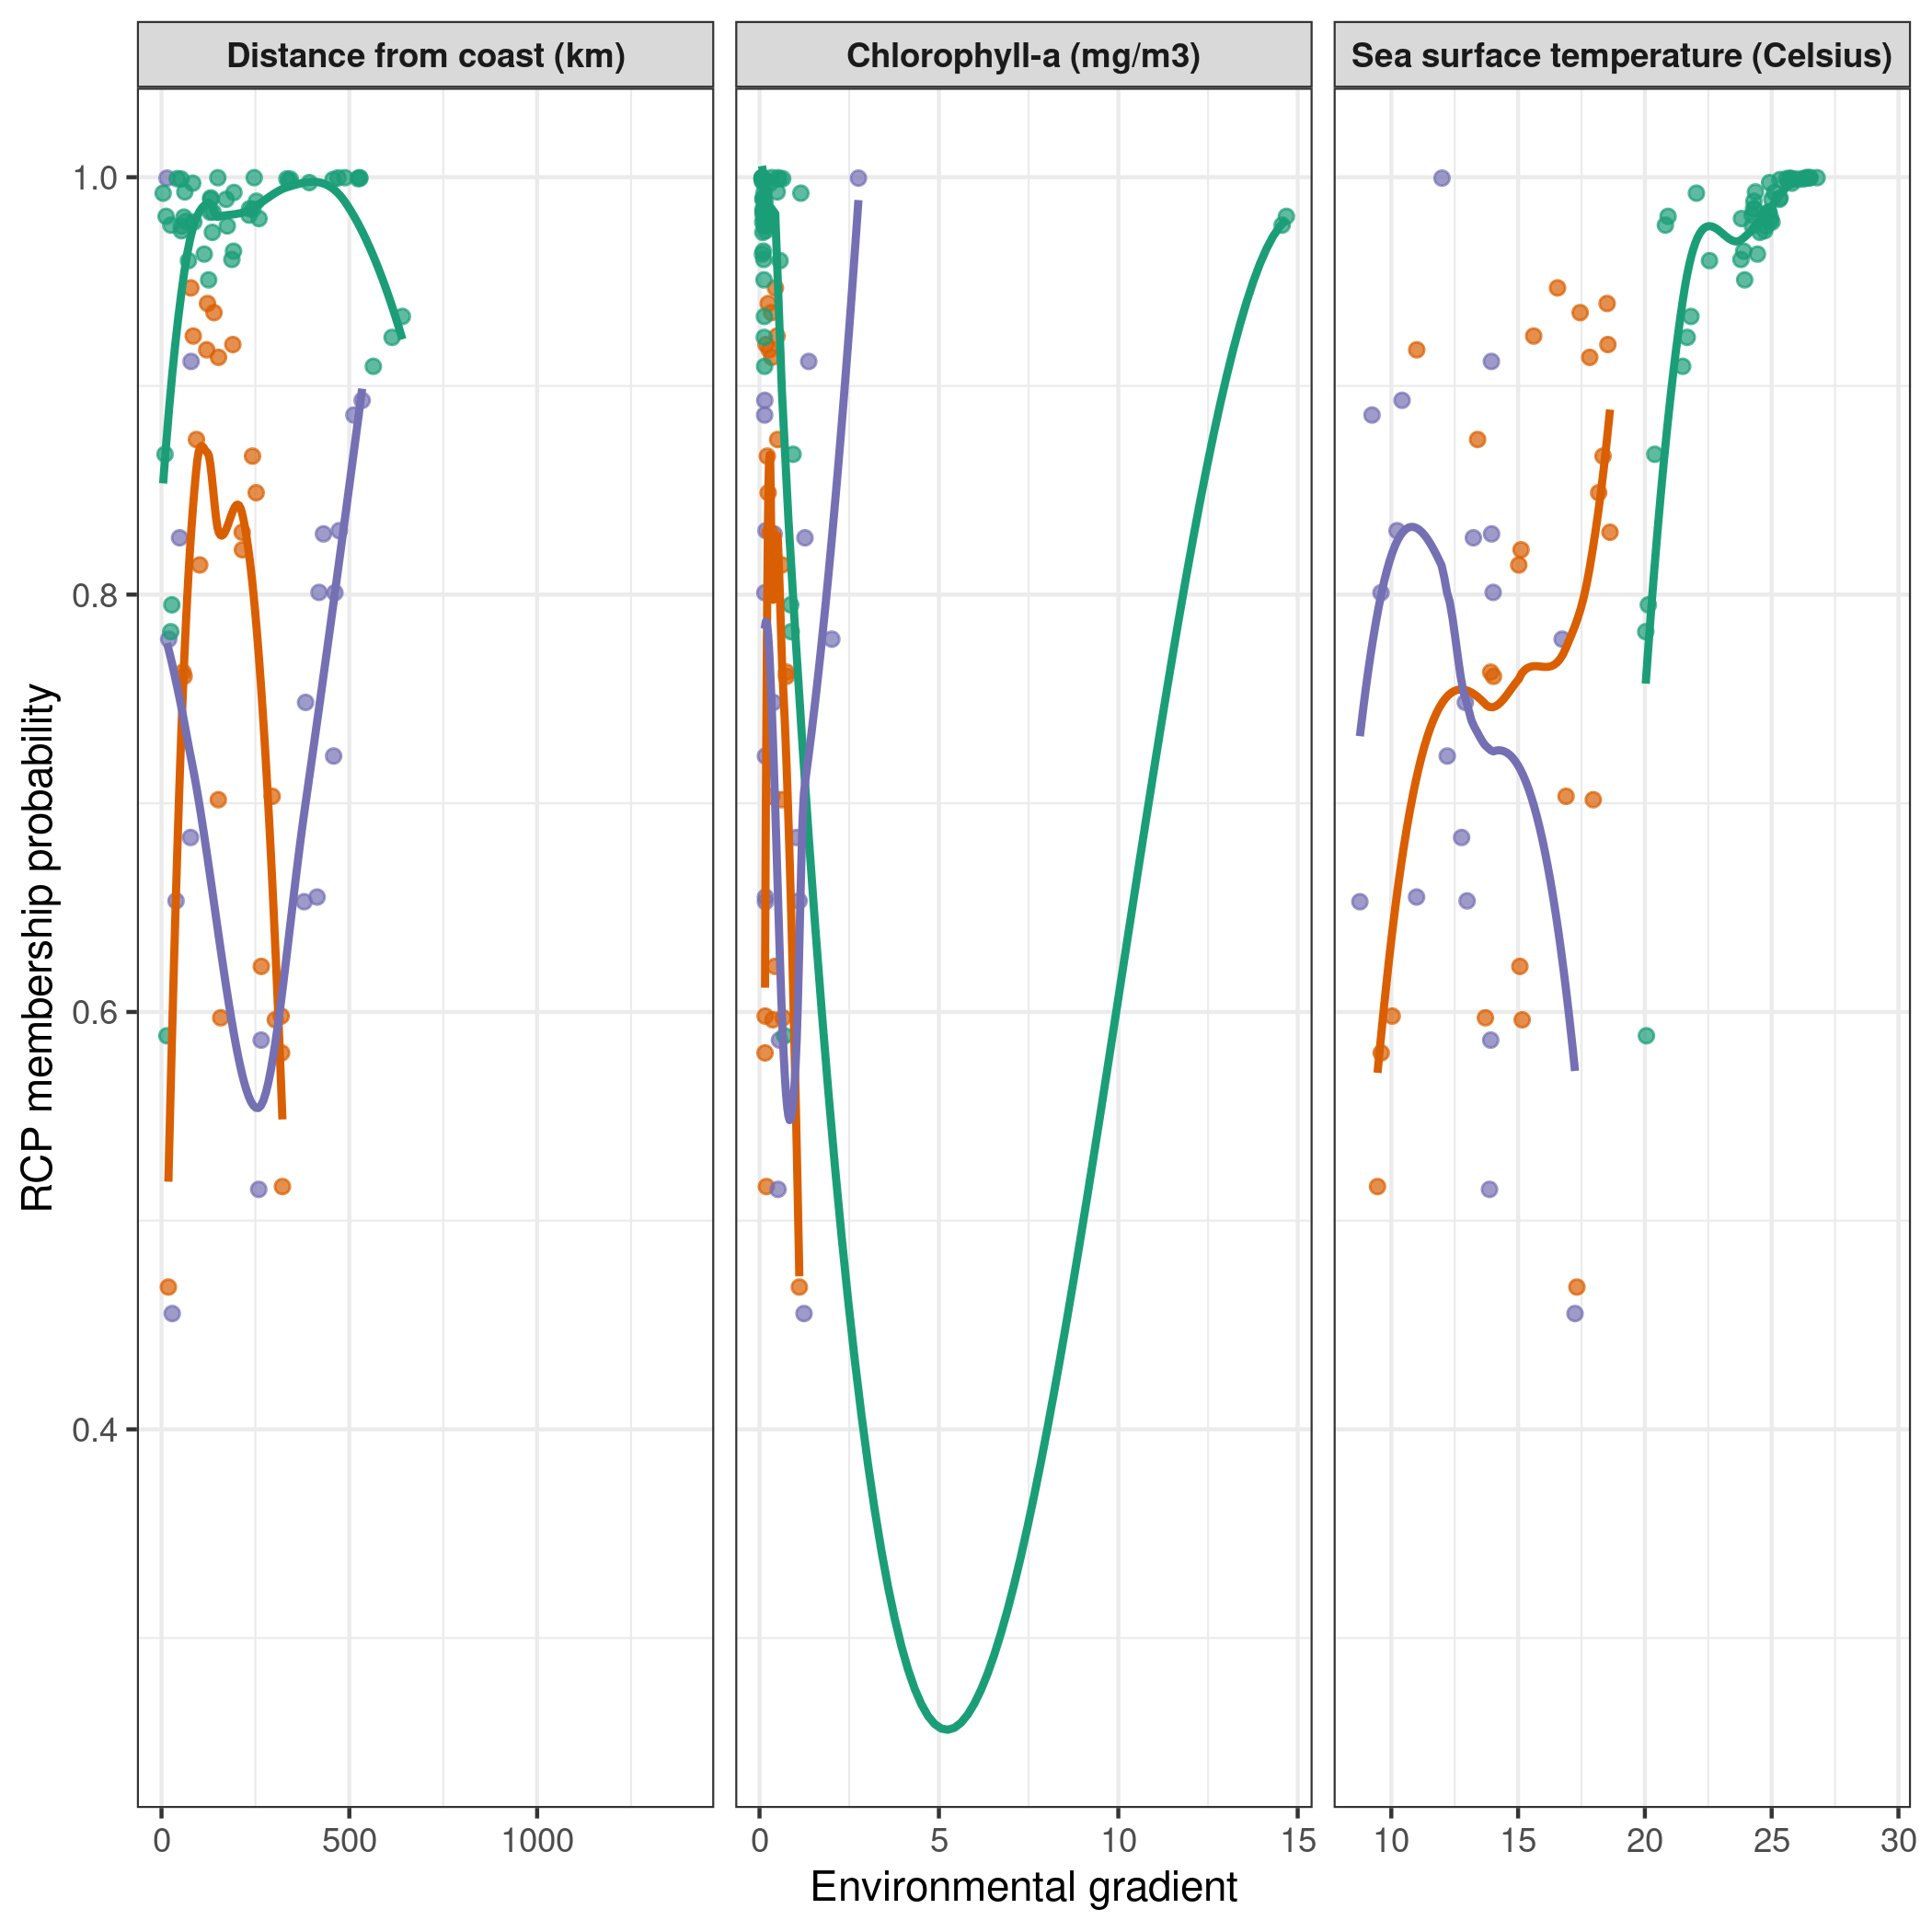 Distance from coast (km)
Chlorophyll-a (mg/m3)
Sea surface temperature (Celsius)
RCP membership probability
1.0
0.8
0.6
0.4
0 500 1000
0 5 10 15
10 15 20 25 30
Environmental gradient